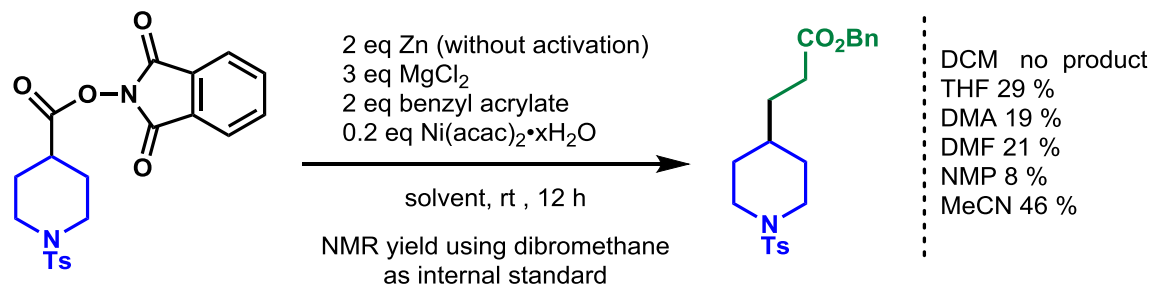 O
O
O
N
O
N
Ts
2 eq Zn (without activation)
3 eq MgCl2
2 eq benzyl acrylate
0.2 eq Ni(acac)2•xH2O
solvent, rt , 12 h
NMR yield using dibromethane
as internal standard
CO2Bn
N
Ts
DCM no product
THF 29 %
DMA 19 %
DMF 21 %
NMP 8 %
MeCN 46 %